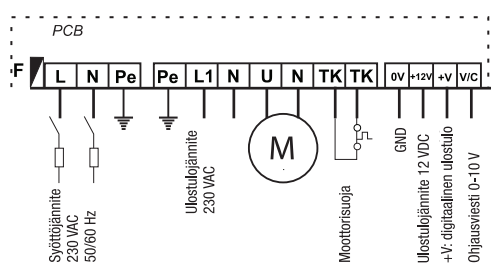 PCB
F L N Pe Pe L1 N U N TK TK 0V +12V +V V/C
M
Syöttöjännite
230 VAC
50/60 Hz
Ulostulojännite
230 VAC
Moottorisuoja
GND
Ulostulojännite 12 VDC
+V: digitaalinen ulostulo
Ohjausviesti 0-10 V